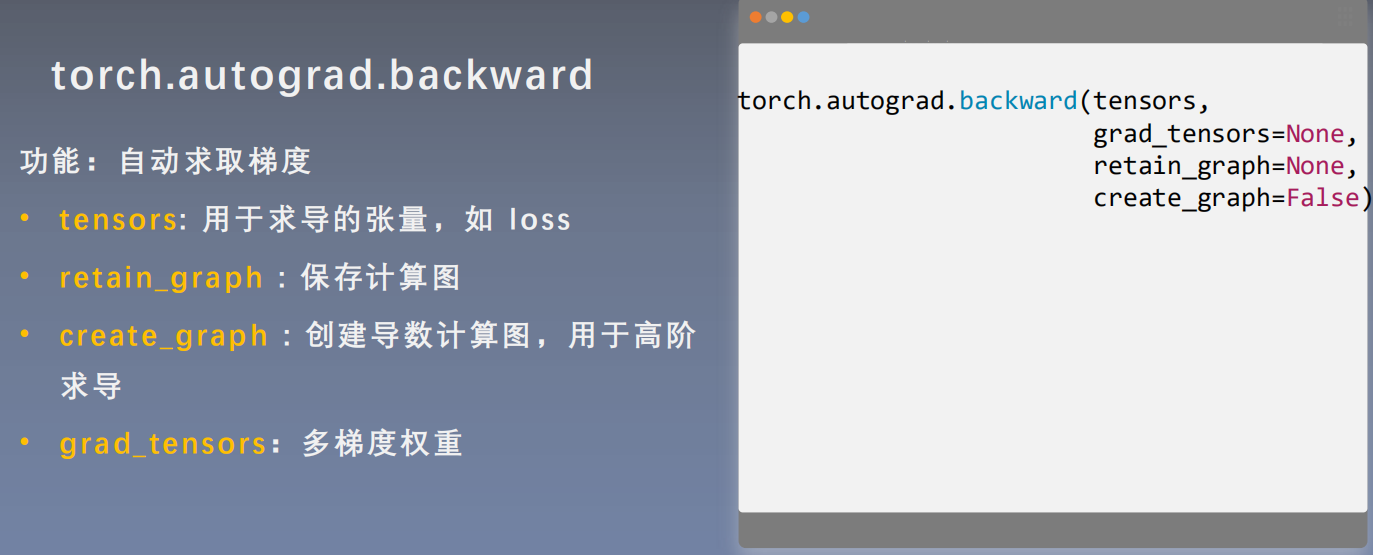 torch.autograd.backward
功能：自动求取梯度
• tensors: 用于求导的张量，如 loss
• retain_graph : 保存计算图
• create_graph : 创建导数计算图，用于高阶
求导
• grad_tensors：多梯度权重
torch.autograd.backward(tensors,
grad_tensors=None,
retain_graph=None,
create_graph=False)